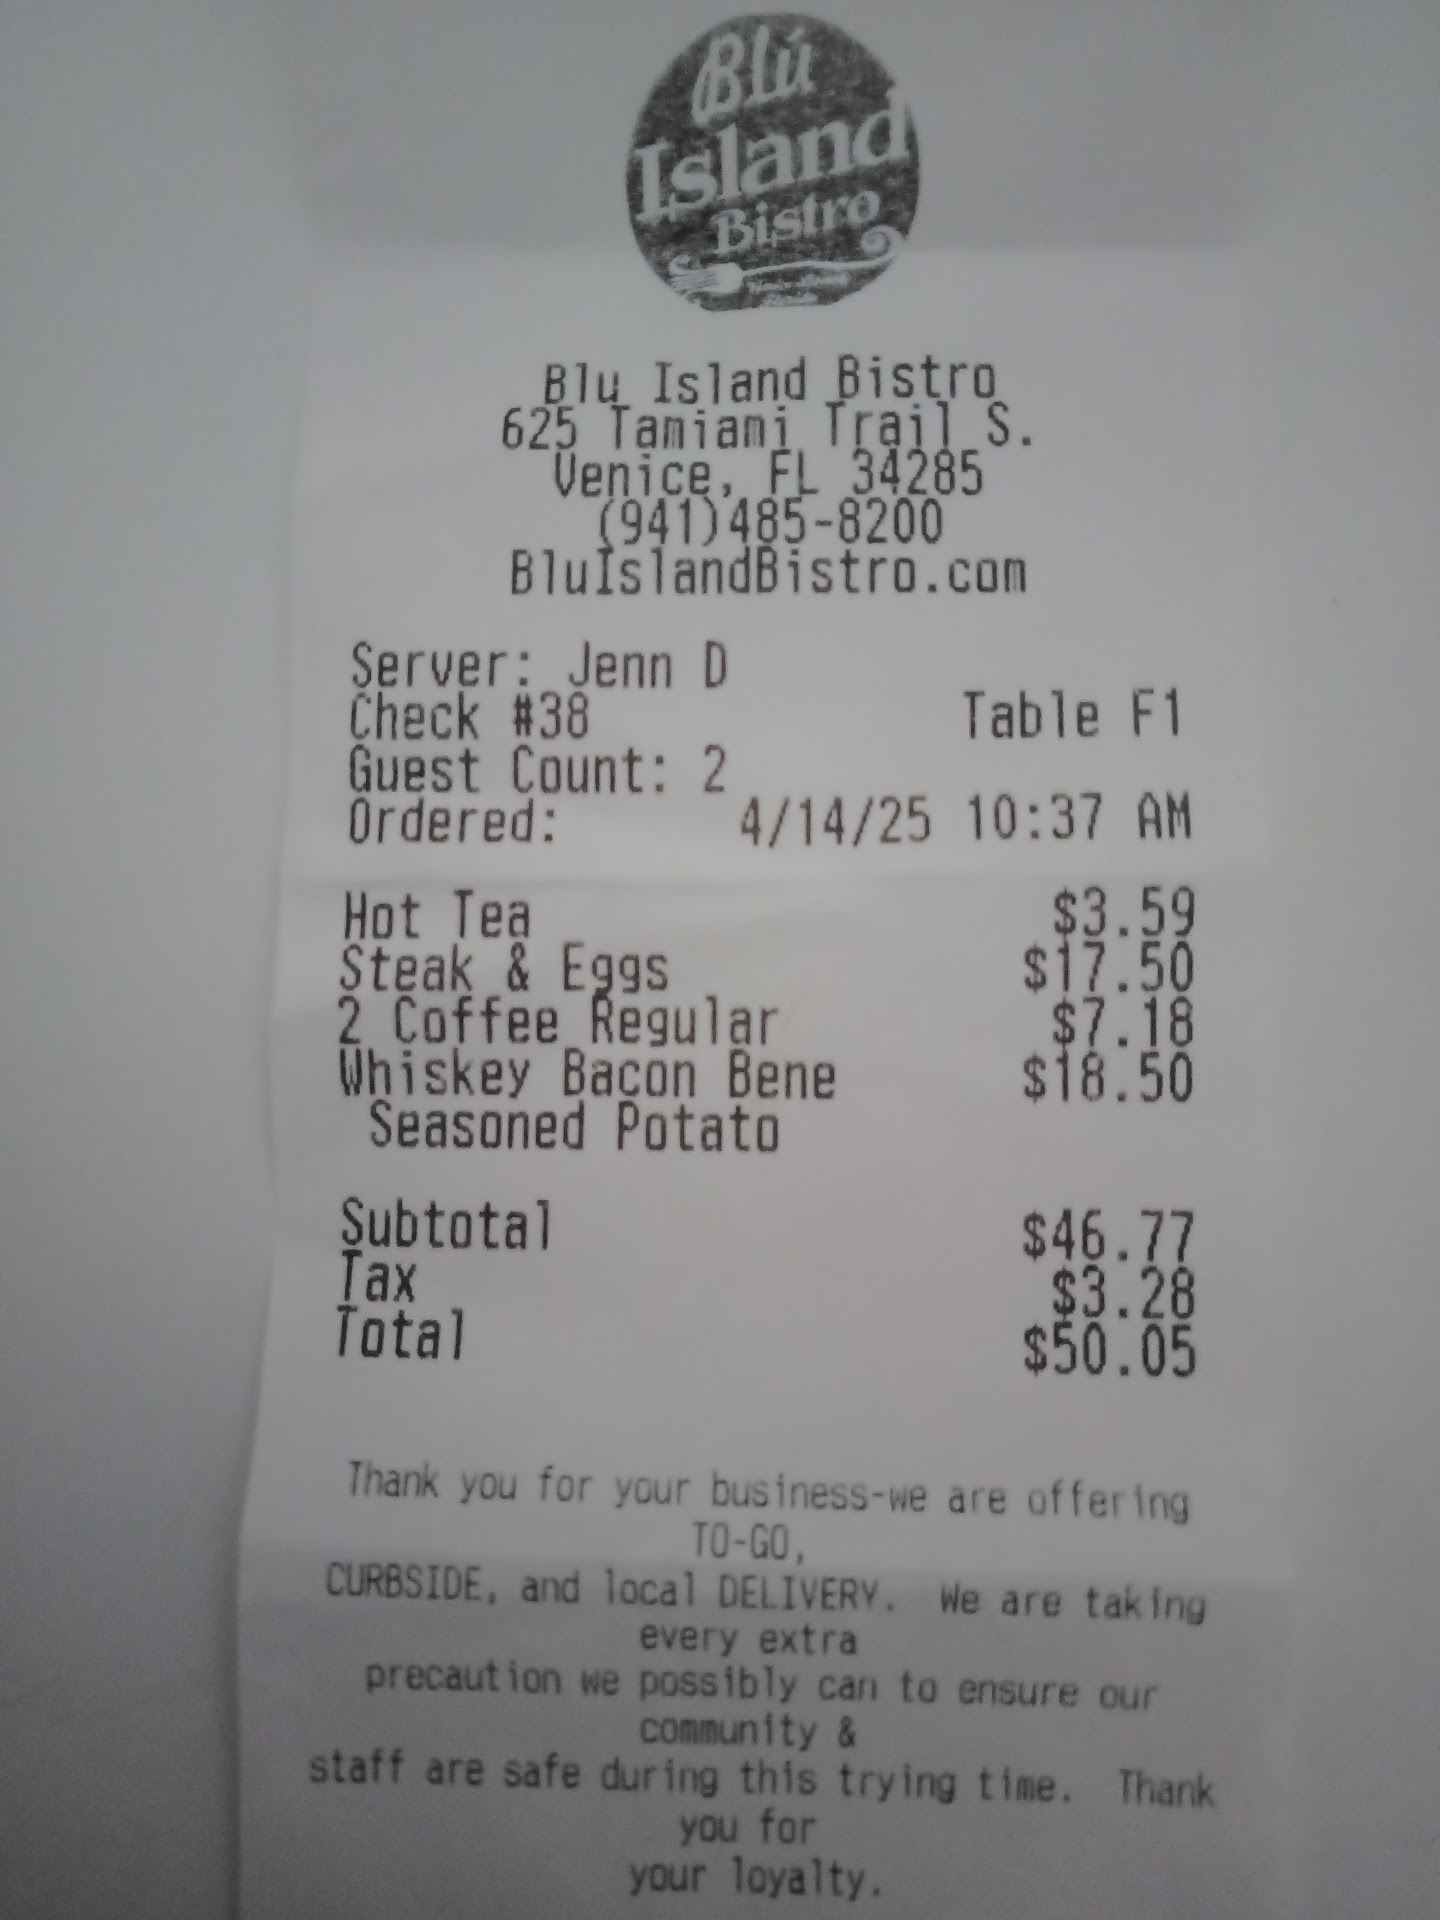 Blú
Island
Bistro
Blu Island Bistro
625 Tamiami Trail S.
Venice, FL 34285
(941)485-8200
BluIslandBistro.com
Server: Jenn D
Check #38 Table F1
Guest Count: 2
Ordered: 4/14/25 10:37 AM
Hot Tea $3.59
Steak & Eggs $17.50
2 Coffee Regular $7.18
Whiskey Bacon Bene $18.50
Seasoned Potato
Subtotal $46.77
Tax $3.28
Total $50.05
Thank you for your business-we are offering
TO-GO,
CURBSIDE, and local DELIVERY. We are taking
every extra
precaution we possibly can to ensure our
community &
staff are safe during this trying time. Thank
you for
your loyalty.